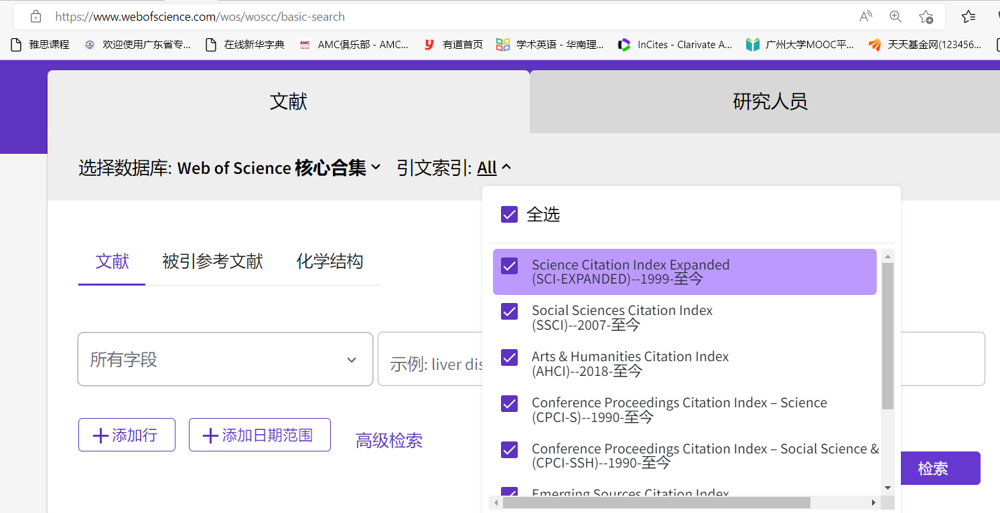 https://www.webofscience.com/wos/woscc/basic-search
雅思课程 欢迎使用广东省专... 在线新华字典 AMC AMC俱乐部 - AMC... y 有道首页 学术英语 - 华南理... InCites - Clarivate A... 广州大学MOOC平... 天天基金网(123456...
文献 研究人员
选择数据库: Web of Science 核心合集 引文索引: All
全选
文献 被引参考文献 化学结构
Science Citation Index Expanded
(SCI-EXPANDED)--1999-至今
Social Sciences Citation Index
(SSCI)--2007-至今
所有字段 示例: liver dis
Arts & Humanities Citation Index
(AHCI)--2018-至今
Conference Proceedings Citation Index – Science
(CPCI-S)--1990-至今
添加行 添加日期范围 高级检索
Conference Proceedings Citation Index – Social Science &
(CPCI-SSH)--1990-至今
检索
Emerging Sources Citation Index